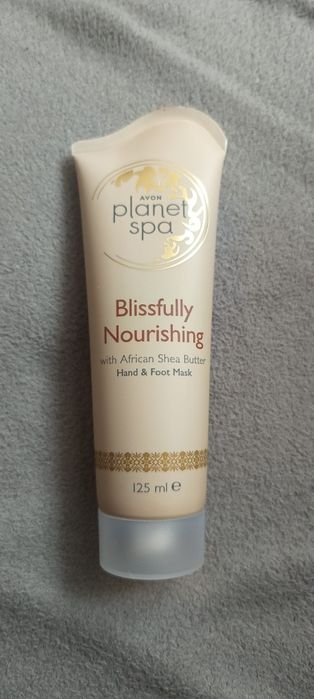 AVON
planet
spa
Blissfully
Nourishing
with African Shea Butter
Hand & Foot Mask
125 ml ℮